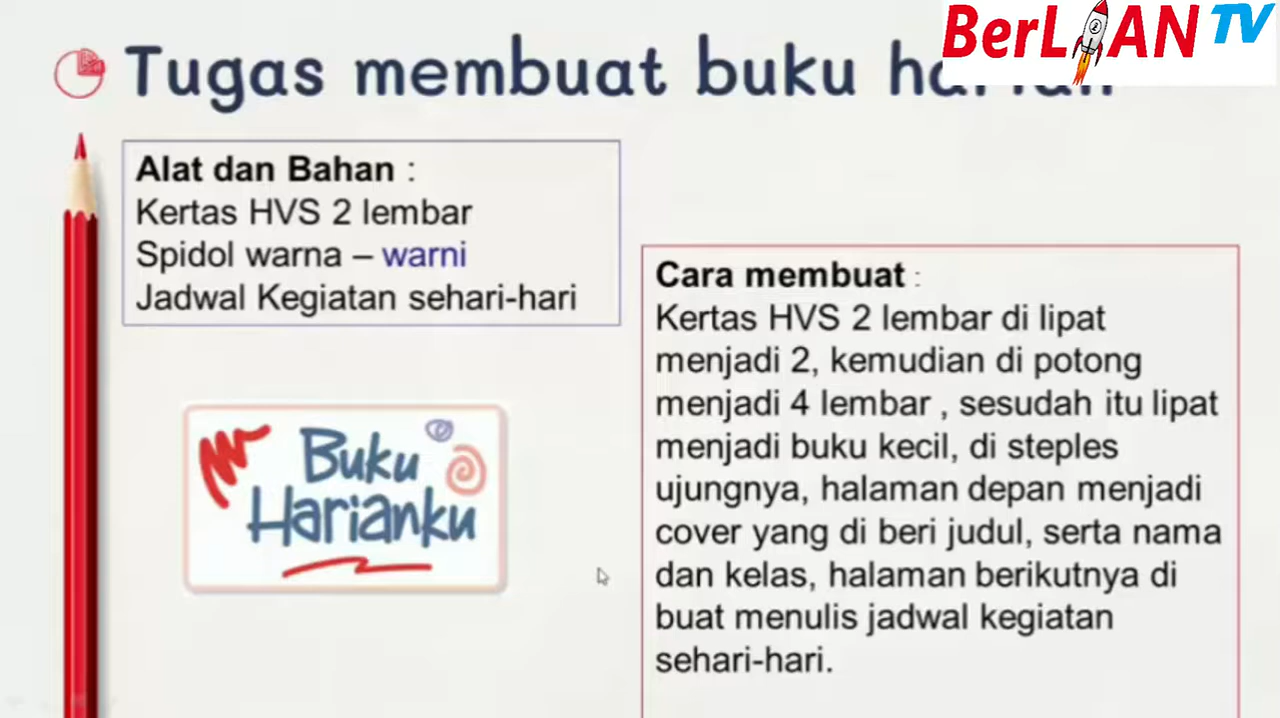 BerLIAN TV
Tugas membuat buku
Alat dan Bahan :
Kertas HVS 2 lembar
Spidol warna – warni
Jadwal Kegiatan sehari-hari
Cara membuat :
Kertas HVS 2 lembar di lipat
menjadi 2, kemudian di potong
menjadi 4 lembar , sesudah itu lipat
menjadi buku kecil, di steples
ujungnya, halaman depan menjadi
cover yang di beri judul, serta nama
dan kelas, halaman berikutnya di
buat menulis jadwal kegiatan
sehari-hari.
Buku
Harianku